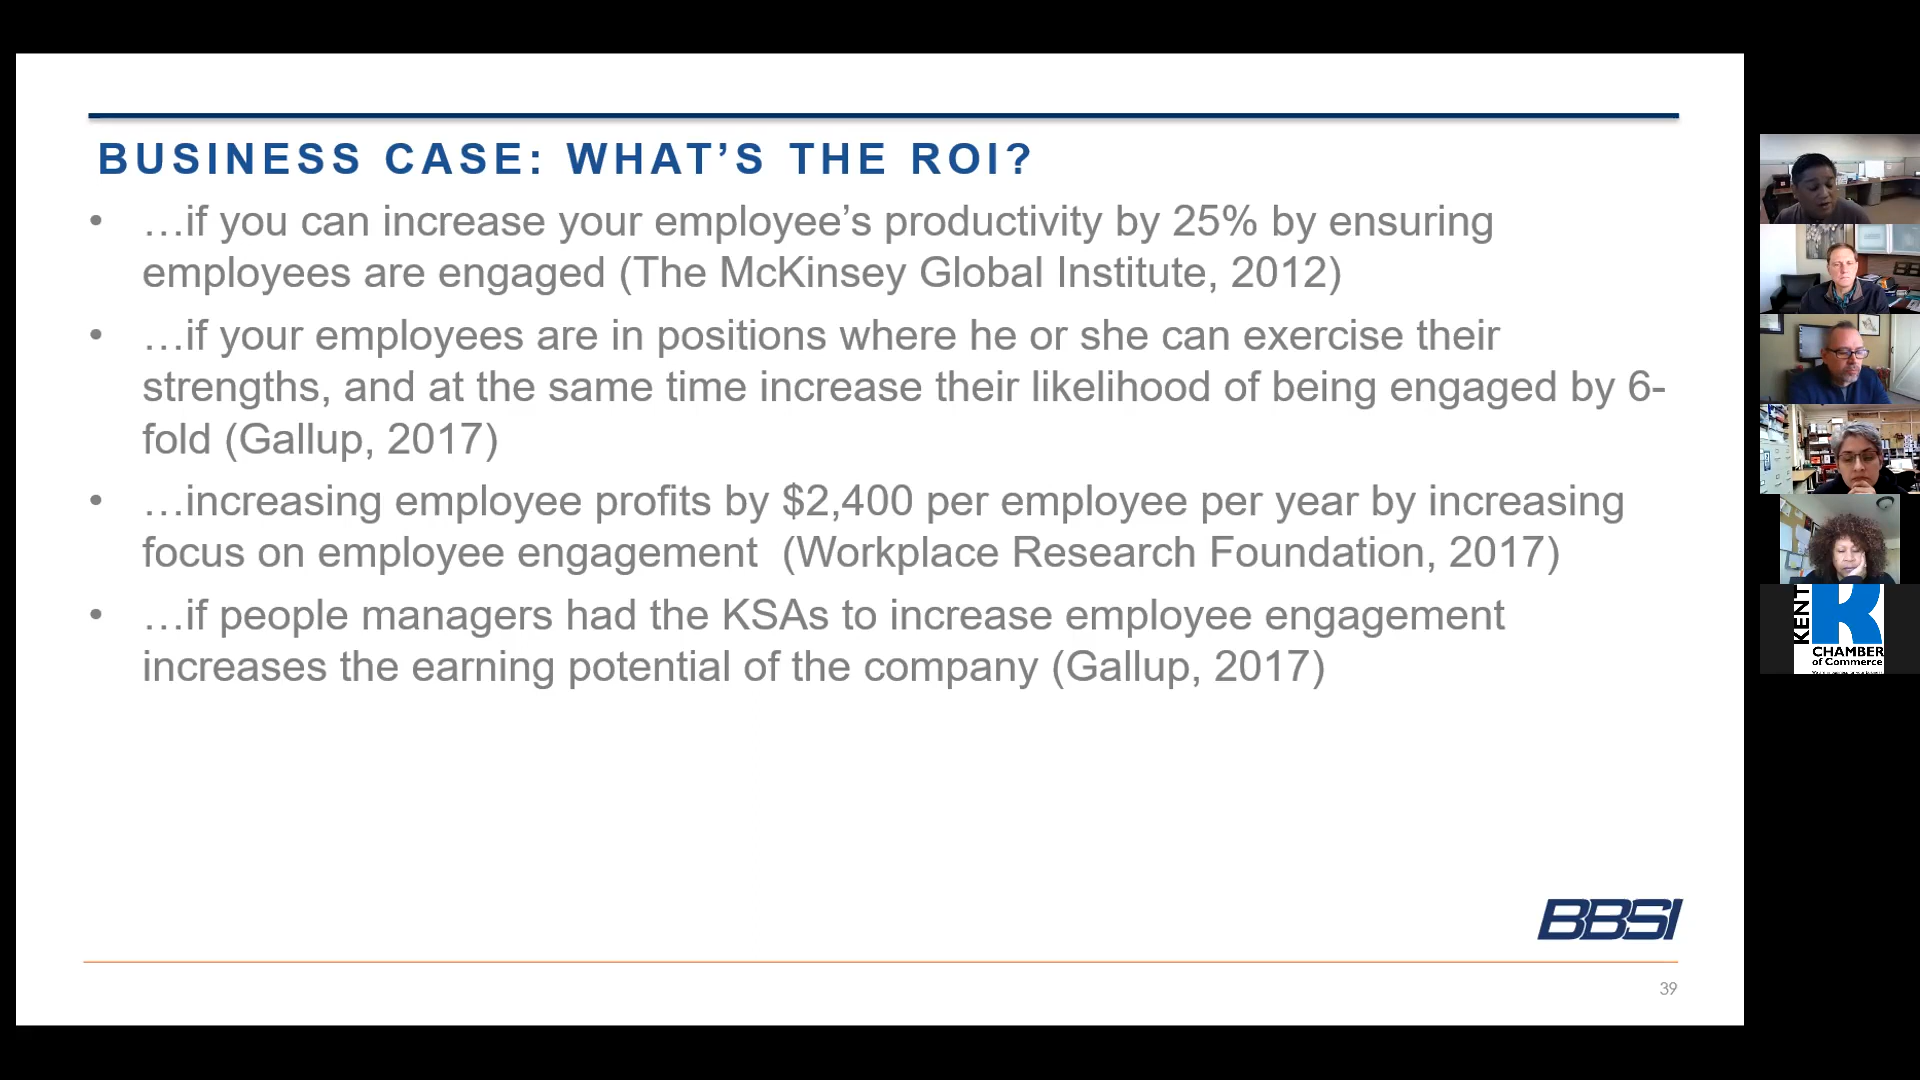 BUSINESS CASE: WHAT’S THE ROI?
• …if you can increase your employee’s productivity by 25% by ensuring
employees are engaged (The McKinsey Global Institute, 2012)
• …if your employees are in positions where he or she can exercise their
strengths, and at the same time increase their likelihood of being engaged by 6-
fold (Gallup, 2017)
• …increasing employee profits by $2,400 per employee per year by increasing
focus on employee engagement  (Workplace Research Foundation, 2017)
• …if people managers had the KSAs to increase employee engagement
increases the earning potential of the company (Gallup, 2017)
BBSI
39
KENT
K
CHAMBER
of Commerce